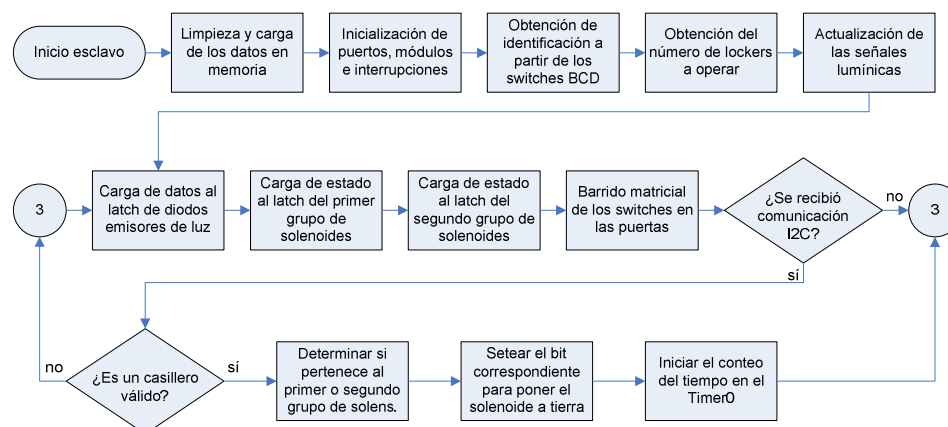 Inicio esclavo
Limpieza y carga
de los datos en
memoria
Inicialización de
puertos, módulos
e interrupciones
Obtención de
identificación a
partir de los
switches BCD
Obtención del
número de lockers
a operar
Actualización de
las señales
lumínicas
3
Carga de datos al
latch de diodos
emisores de luz
Carga de estado
al latch del primer
grupo de
solenoides
Carga de estado
al latch del
segundo grupo de
solenoides
Barrido matricial
de los switches en
las puertas
¿Se recibió
comunicación
I2C?
no
3
sí
no
¿Es un casillero
válido?
sí
Determinar si
pertenece al
primer o segundo
grupo de solens.
Setear el bit
correspondiente
para poner el
solenoide a tierra
Iniciar el conteo
del tiempo en el
Timer0